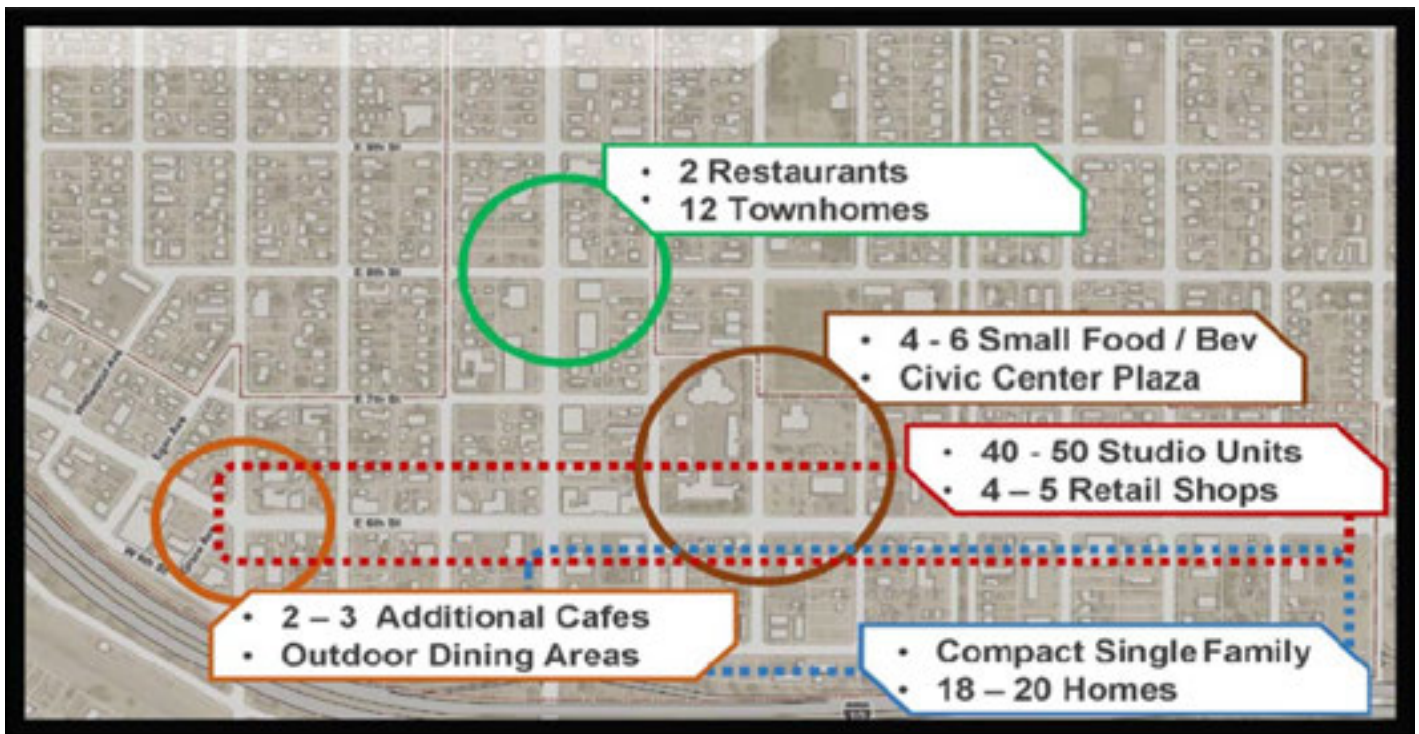 E 9th St
• 2 Restaurants
• 12 Townhomes
E 8th St
• 4 - 6 Small Food / Bev
• Civic Center Plaza
E 7th St
• 40 - 50 Studio Units
• 4 – 5 Retail Shops
E 6th St
W 6th St
• 2 – 3 Additional Cafes
• Outdoor Dining Areas
• Compact Single Family
• 18 – 20 Homes